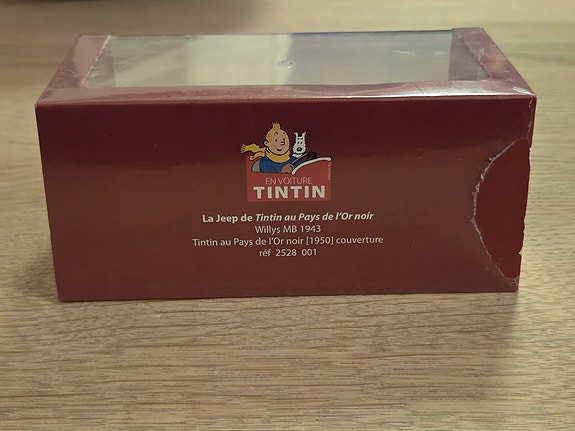 EN VOITURE
TINTIN
La Jeep de Tintin au Pays de l'Or noir
Willys MB 1943
Tintin au Pays de l'Or noir [1950] couverture
réf 2528 001